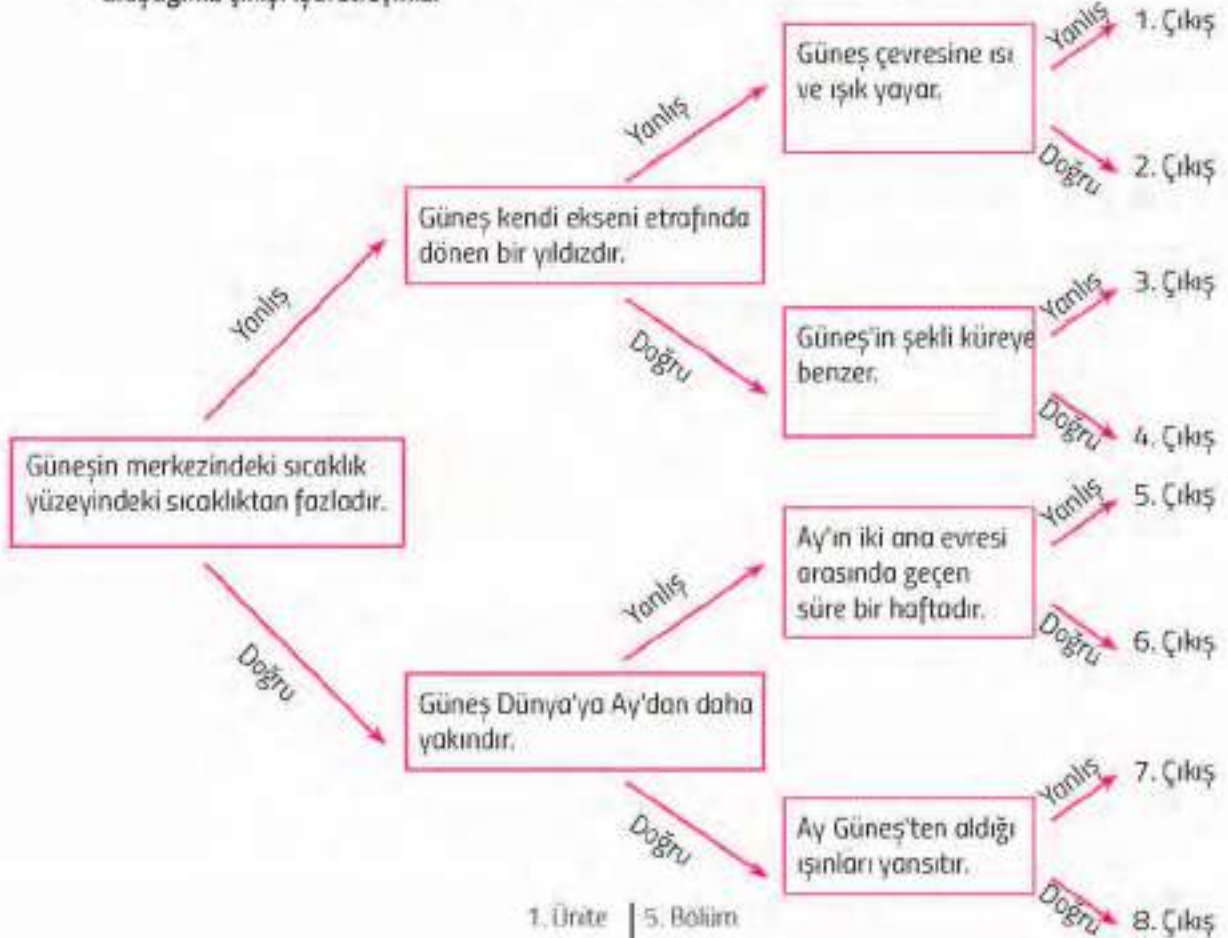 Yanlış
1. Çıkış
Güneş çevresine ısı
ve ışık yayar.
Yanlış
Doğru
2. Çıkış
Güneş kendi ekseni etrafında
dönen bir yıldızdır.
Yanlış
Yanlış
3. Çıkış
Doğru
Güneş'in şekli küreye
benzer.
Doğru
4. Çıkış
Güneşin merkezindeki sıcaklık
yüzeyindeki sıcaklıktan fazladır.
Yanlış
5. Çıkış
Ay'ın iki ana evresi
arasında geçen
süre bir haftadır.
Yanlış
Doğru
6. Çıkış
Doğru
Güneş Dünya'ya Ay'dan daha
yakındır.
Yanlış
7. Çıkış
Doğru
Ay Güneş'ten aldığı
ışınları yansıtır.
Doğru
8. Çıkış
1. Ünite | 5. Bölüm